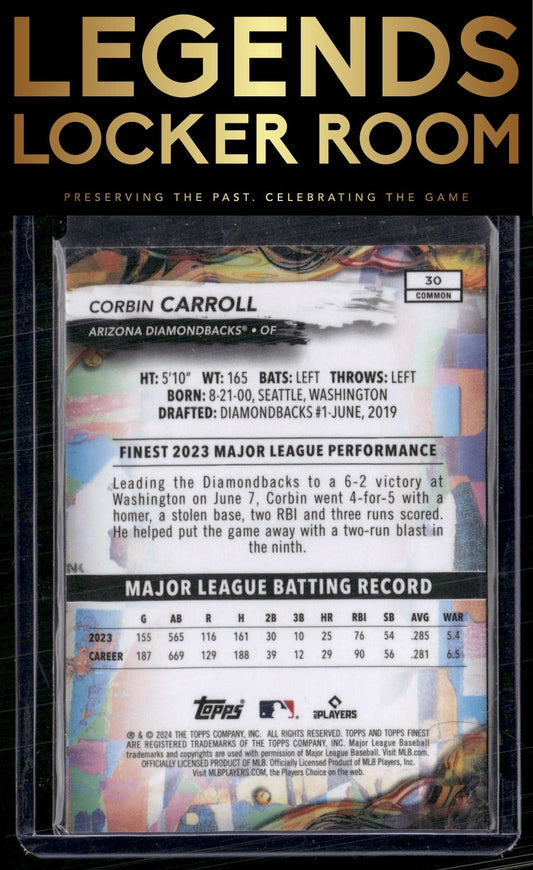 LEGENDS
LOCKER ROOM
PRESERVING THE PAST. CELEBRATING THE GAME
30
COMMON
CORBIN CARROLL
ARIZONA DIAMONDBACKS® • OF
HT: 5'10" WT: 165 BATS: LEFT THROWS: LEFT
BORN: 8-21-00, SEATTLE, WASHINGTON
DRAFTED: DIAMONDBACKS #1-JUNE, 2019
FINEST 2023 MAJOR LEAGUE PERFORMANCE
Leading the Diamondbacks to a 6-2 victory at
Washington on June 7, Corbin went 4-for-5 with a
homer, a stolen base, two RBI and three runs scored.
He helped put the game away with a two-run blast in
the ninth.
MAJOR LEAGUE BATTING RECORD
G AB R H 2B 3B HR RBI SB AVG WAR
2023 155 565 116 161 30 10 25 76 54 .285 5.4
CAREER 187 669 129 188 39 12 29 90 56 .281 6.5
Topps PLAYERS
® & © 2024 THE TOPPS COMPANY, INC. ALL RIGHTS RESERVED. TOPPS AND TOPPS FINEST
ARE REGISTERED TRADEMARKS OF THE TOPPS COMPANY, INC. Major League Baseball
trademarks and copyrights are used with permission of Major League Baseball. Visit MLB.com.
OFFICIALLY LICENSED PRODUCT OF MLB. Officially Licensed Product of MLB Players, Inc.
Visit MLBPLAYERS.COM, the Players Choice on the web.